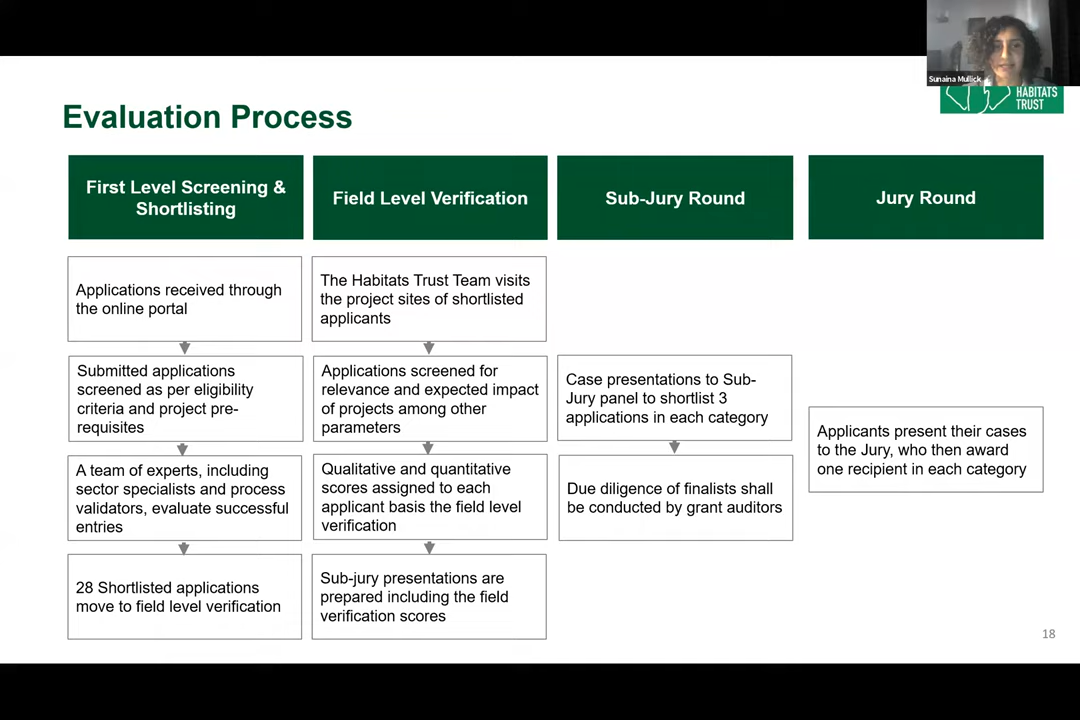 Sunaina Mullick
HABITATS
TRUST
Evaluation Process
First Level Screening &
Shortlisting
Field Level Verification
Sub-Jury Round
Jury Round
Applications received through
the online portal
Submitted applications
screened as per eligibility
criteria and project pre-
requisites
A team of experts, including
sector specialists and process
validators, evaluate successful
entries
28 Shortlisted applications
move to field level verification
The Habitats Trust Team visits
the project sites of shortlisted
applicants
Applications screened for
relevance and expected impact
of projects among other
parameters
Qualitative and quantitative
scores assigned to each
applicant basis the field level
verification
Sub-jury presentations are
prepared including the field
verification scores
Case presentations to Sub-
Jury panel to shortlist 3
applications in each category
Due diligence of finalists shall
be conducted by grant auditors
Applicants present their cases
to the Jury, who then award
one recipient in each category
18